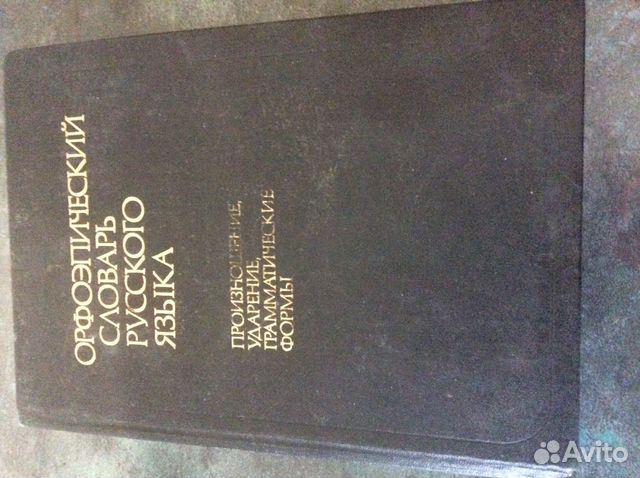 ОРФОЭПИЧЕСКИЙ
СЛОВАРЬ
РУССКОГО
ЯЗЫКА
ПРОИЗНОШЕНИЕ,
УДАРЕНИЕ,
ГРАММАТИЧЕСКИЕ
ФОРМЫ
Avito